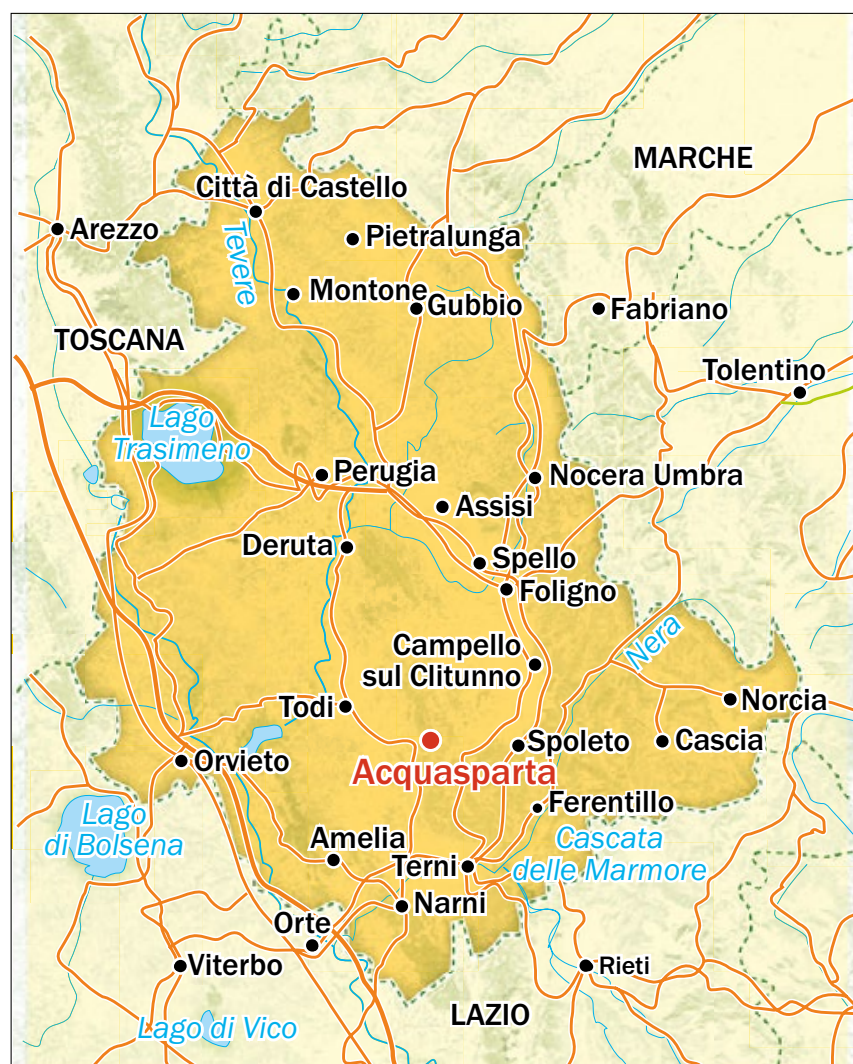 MARCHE
Città di Castello
Arezzo
Tevere
Pietralunga
Montone
Gubbio
Fabriano
TOSCANA
Tolentino
Lago
Trasimeno
Perugia
Nocera Umbra
Assisi
Deruta
Spello
Foligno
Campello
sul Clitunno
Nera
Todi
Norcia
Spoleto
Cascia
Orvieto
Acquasparta
Ferentillo
Lago
di Bolsena
Amelia
Cascata
delle Marmore
Terni
Narni
Orte
Viterbo
Rieti
LAZIO
Lago di Vico